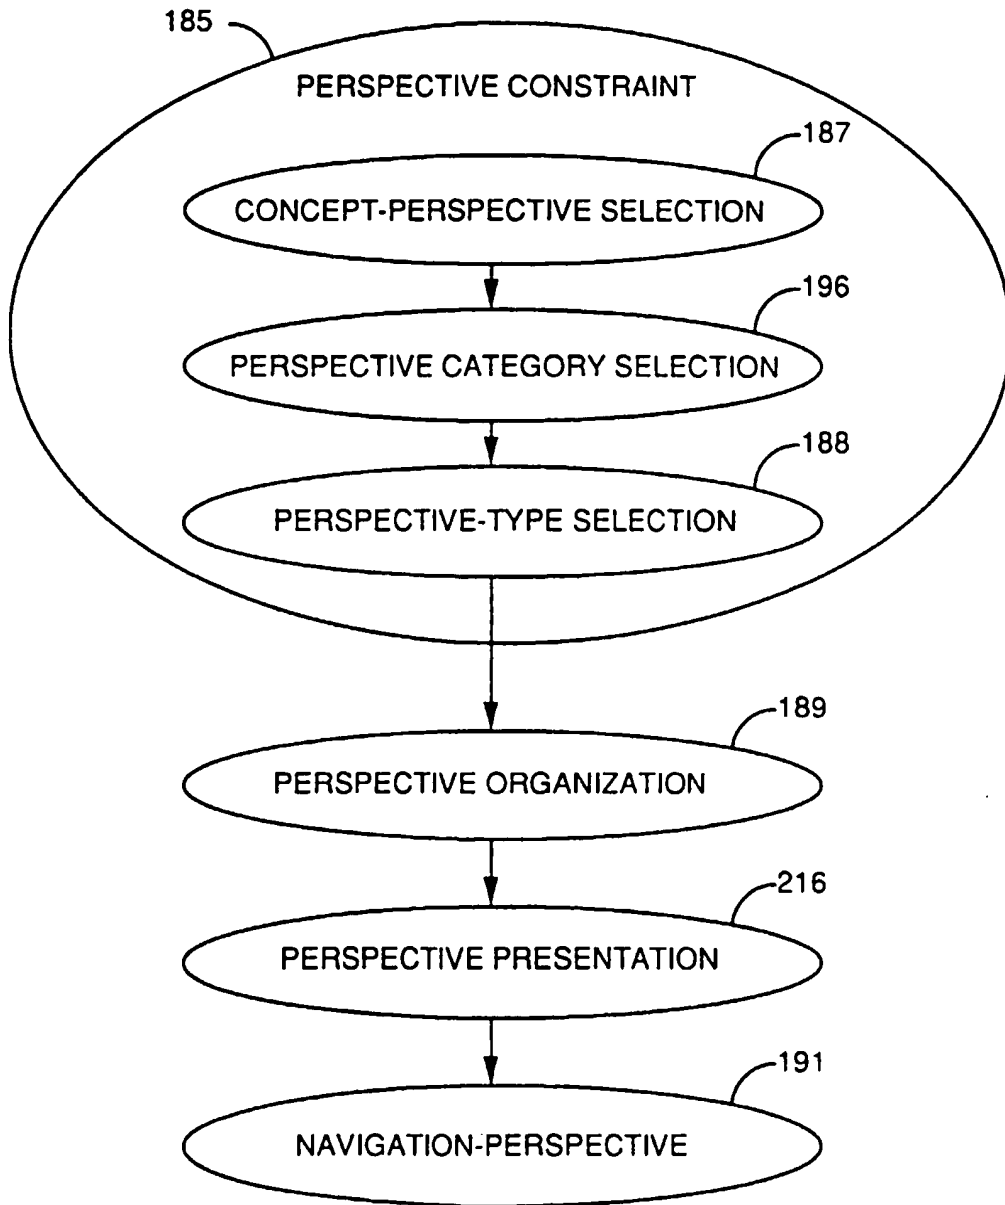 185
PERSPECTIVE CONSTRAINT
187
CONCEPT-PERSPECTIVE SELECTION
196
PERSPECTIVE CATEGORY SELECTION
188
PERSPECTIVE-TYPE SELECTION
189
PERSPECTIVE ORGANIZATION
216
PERSPECTIVE PRESENTATION
191
NAVIGATION-PERSPECTIVE